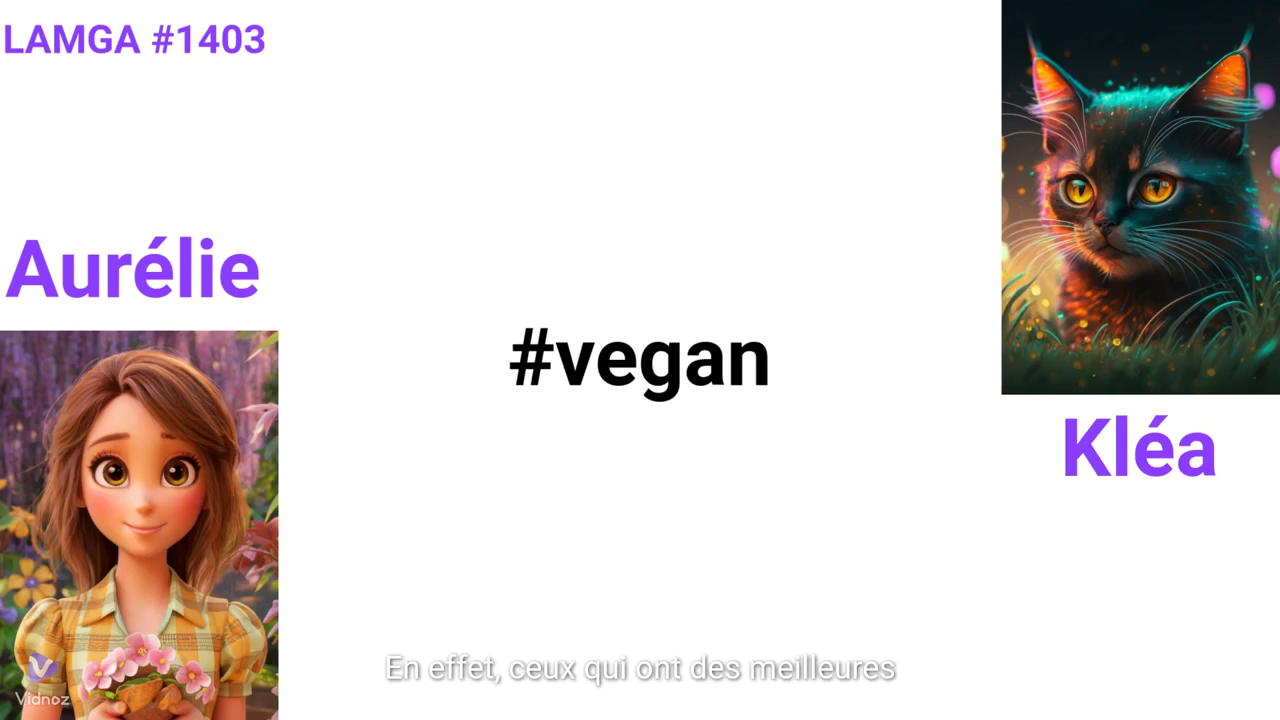 LAMGA #1403
Aurélie
#vegan
Kléa
En effet, ceux qui ont des meilleures
Vidnoz